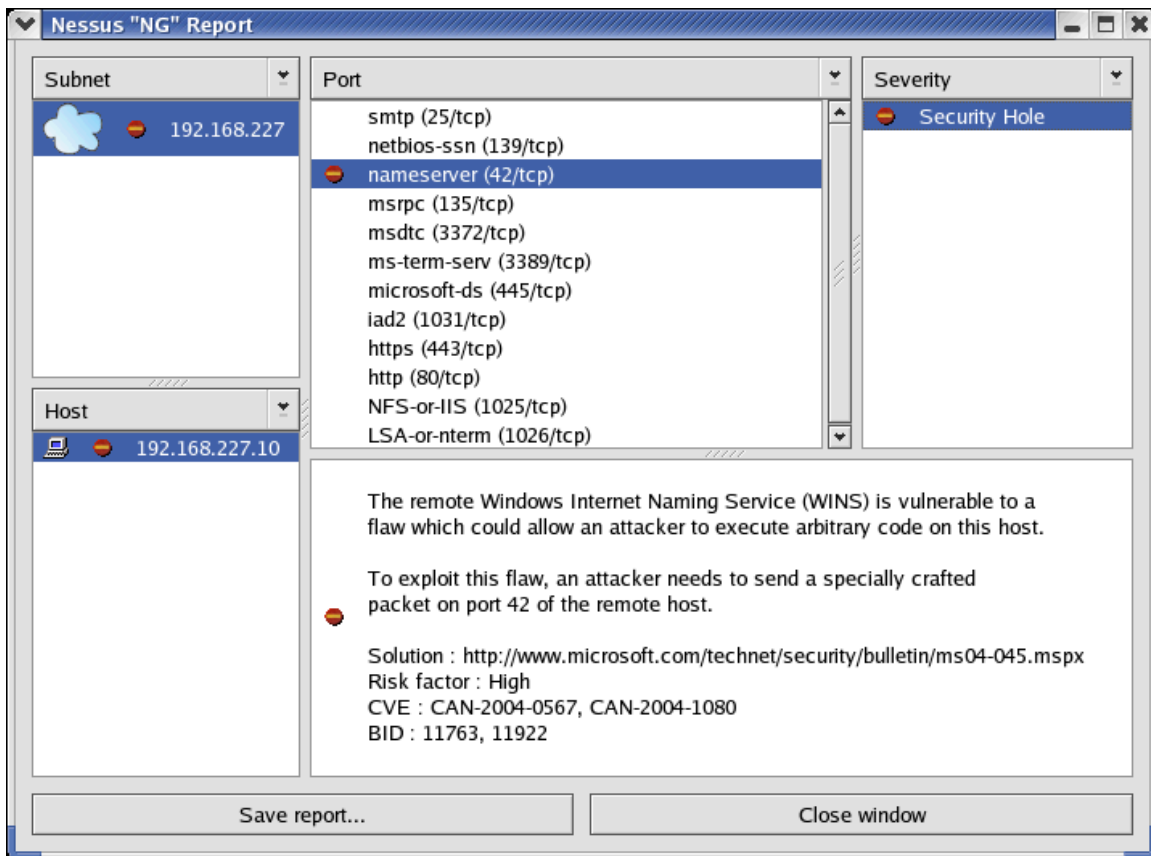 Nessus "NG" Report
Subnet
192.168.227
Host
192.168.227.10
Port
smtp (25/tcp)
netbios-ssn (139/tcp)
nameserver (42/tcp)
msrpc (135/tcp)
msdtc (3372/tcp)
ms-term-serv (3389/tcp)
microsoft-ds (445/tcp)
iad2 (1031/tcp)
https (443/tcp)
http (80/tcp)
NFS-or-IIS (1025/tcp)
LSA-or-nterm (1026/tcp)
Severity
Security Hole
The remote Windows Internet Naming Service (WINS) is vulnerable to a
flaw which could allow an attacker to execute arbitrary code on this host.
To exploit this flaw, an attacker needs to send a specially crafted
packet on port 42 of the remote host.
Solution : http://www.microsoft.com/technet/security/bulletin/ms04-045.mspx
Risk factor : High
CVE : CAN-2004-0567, CAN-2004-1080
BID : 11763, 11922
Save report...
Close window